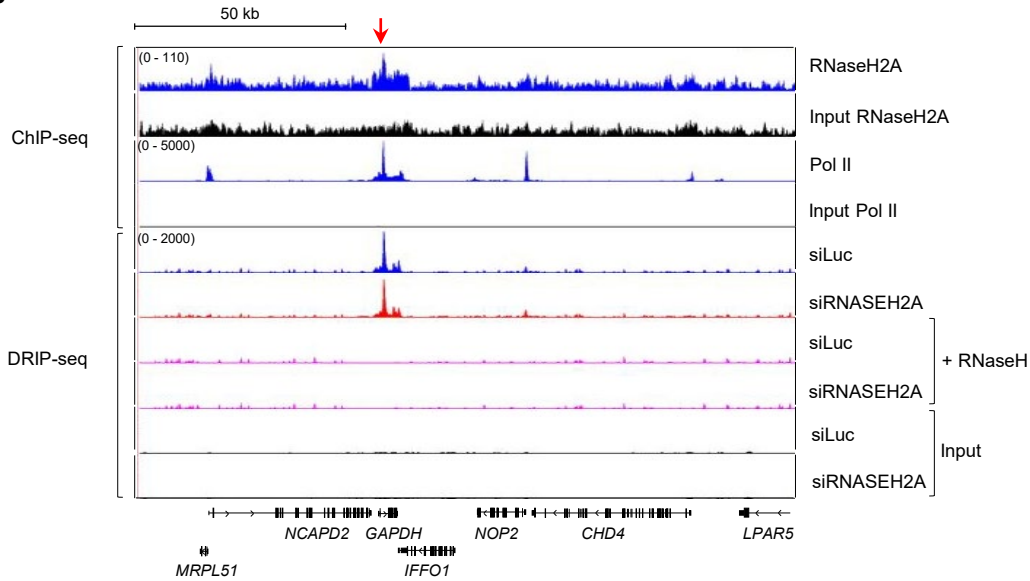 50 kb
(0 - 110)
RNaseH2A
Input RNaseH2A
ChIP-seq
(0 - 5000)
Pol II
Input Pol II
(0 - 2000)
siLuc
siRNASEH2A
siLuc
DRIP-seq
+ RNaseH
siRNASEH2A
siLuc
Input
siRNASEH2A
NCAPD2 GAPDH NOP2 CHD4 LPAR5
MRPL51 IFFO1